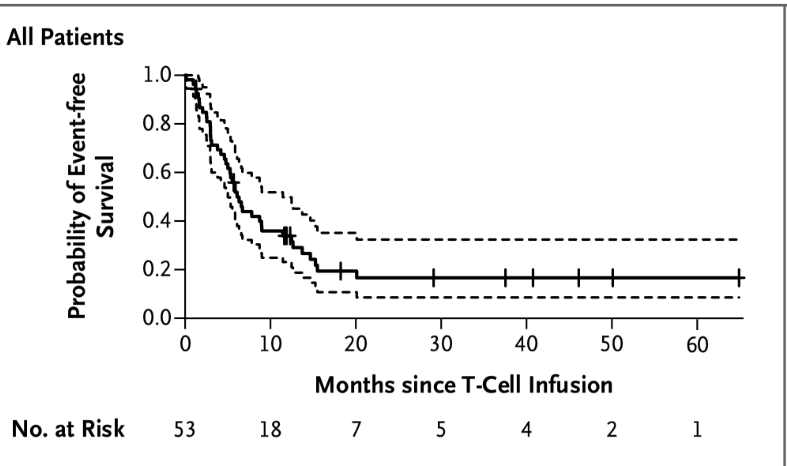 All Patients
Probability of Event-free
Survival
1.0
0.8
0.6
0.4
0.2
0.0
0 10 20 30 40 50 60
Months since T-Cell Infusion
No. at Risk 53 18 7 5 4 2 1